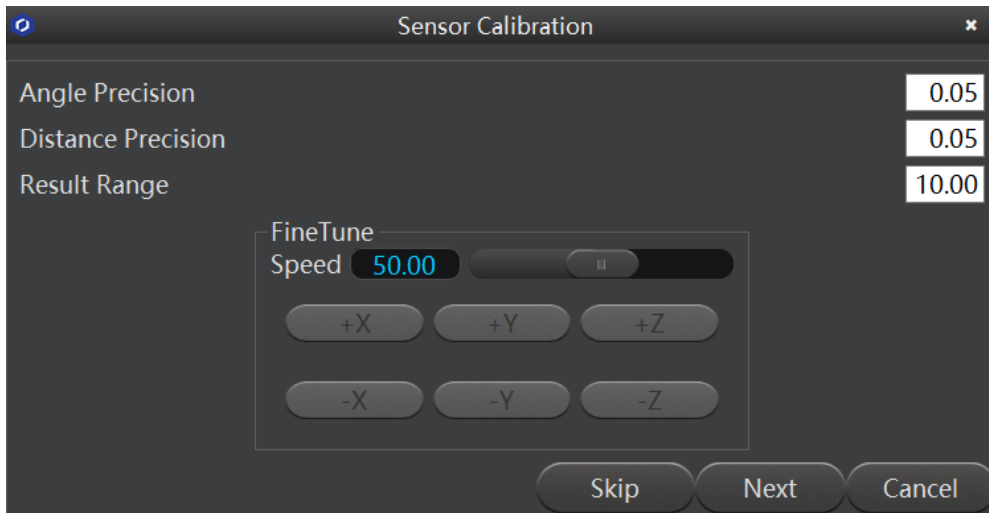 Sensor Calibration
Angle Precision 0.05
Distance Precision 0.05
Result Range 10.00
FineTune
Speed 50.00
+X +Y +Z
-X -Y -Z
Skip Next Cancel